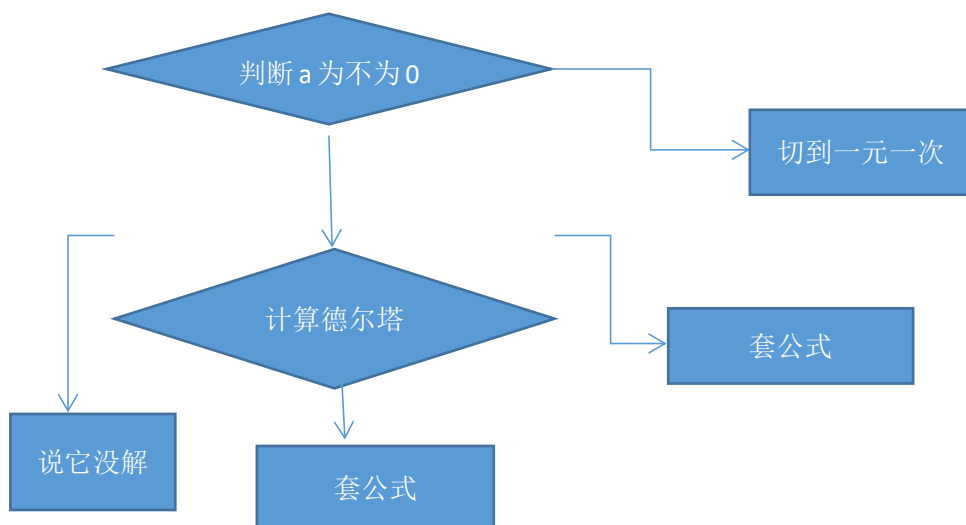 判断 a 为不为 0
切到一元一次
计算德尔塔
套公式
说它没解
套公式